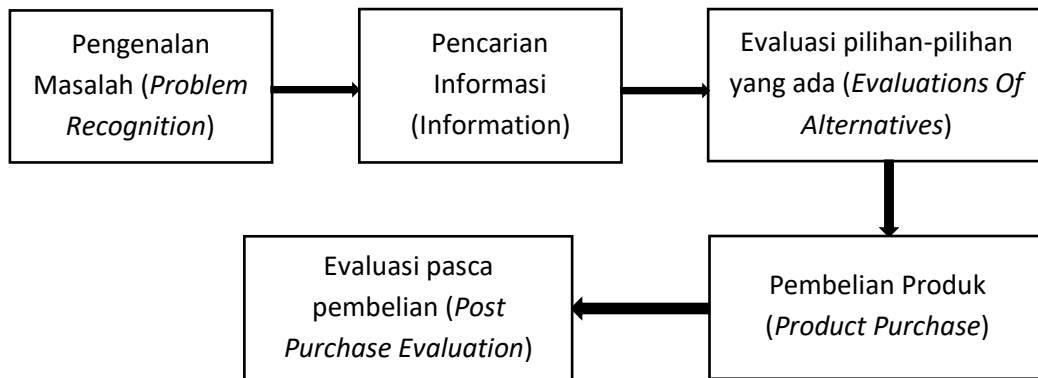 Pengenalan
Masalah (Problem
Recognition)
Pencarian
Informasi
(Information)
Evaluasi pilihan-pilihan
yang ada (Evaluations Of
Alternatives)
Pembelian Produk
(Product Purchase)
Evaluasi pasca
pembelian (Post
Purchase Evaluation)